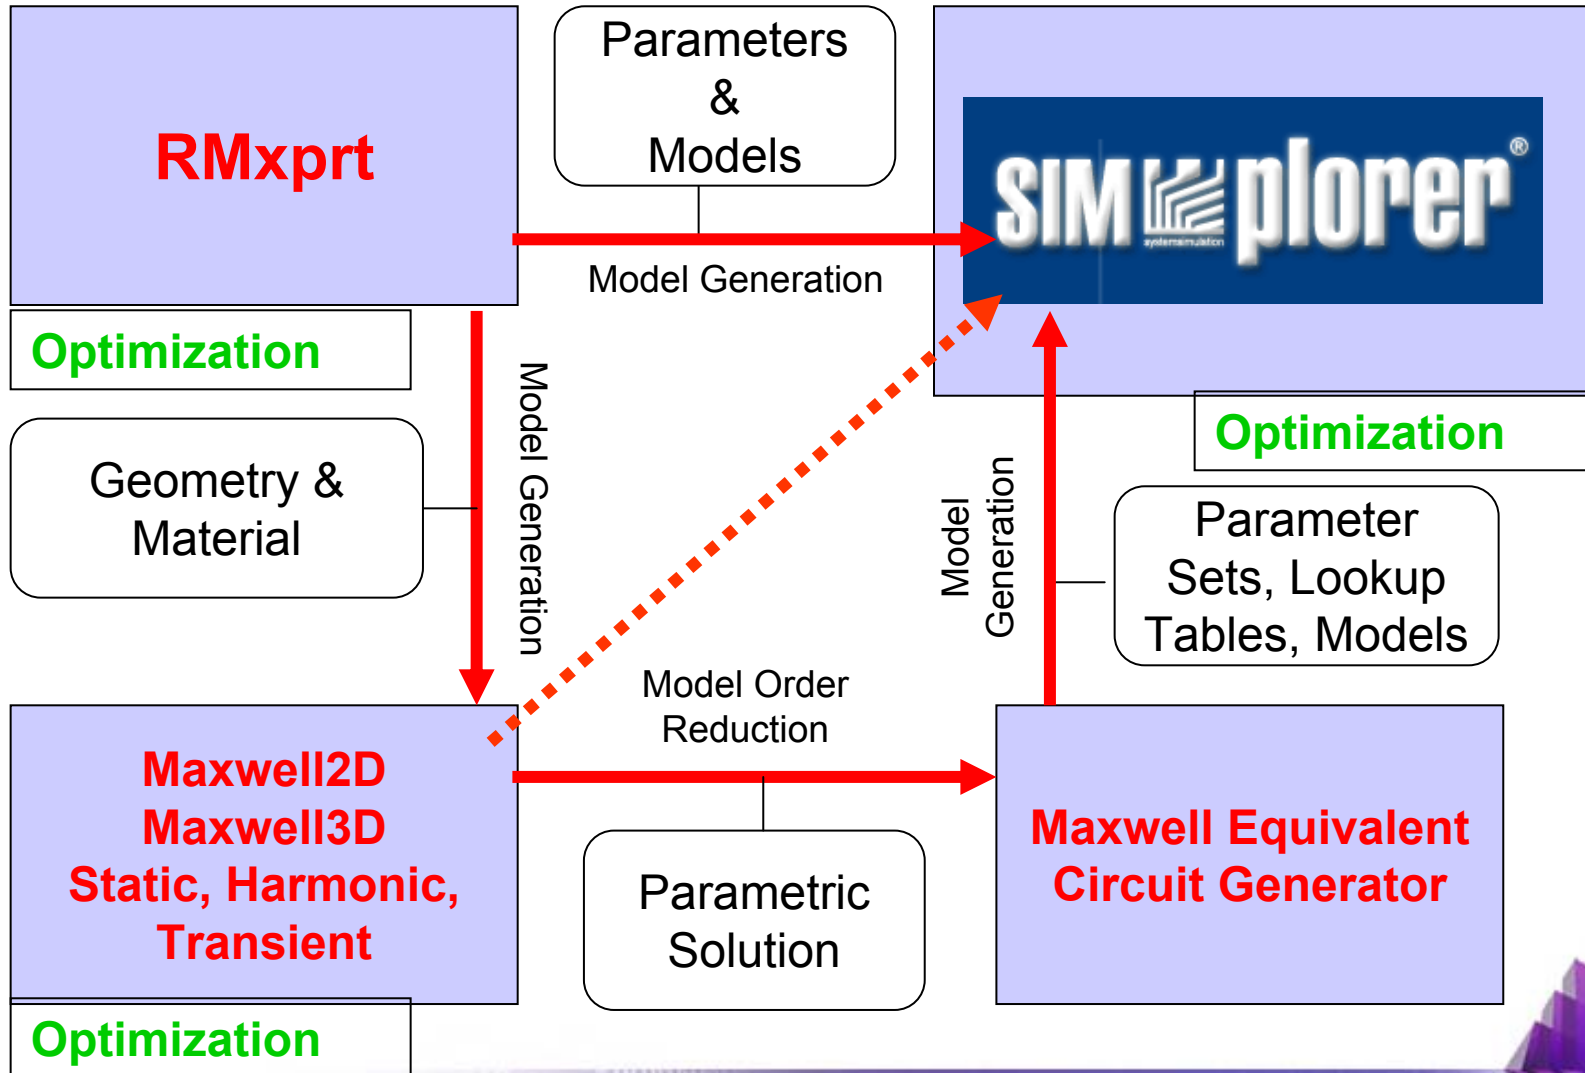 RMxprt
Parameters
&
Models
SIMplorer®
systemsimulation
Model Generation
Optimization
Model Generation
Geometry &
Material
Optimization
Model
Generation
Parameter
Sets, Lookup
Tables, Models
Model Order
Reduction
Maxwell2D
Maxwell3D
Static, Harmonic,
Transient
Parametric
Solution
Maxwell Equivalent
Circuit Generator
Optimization